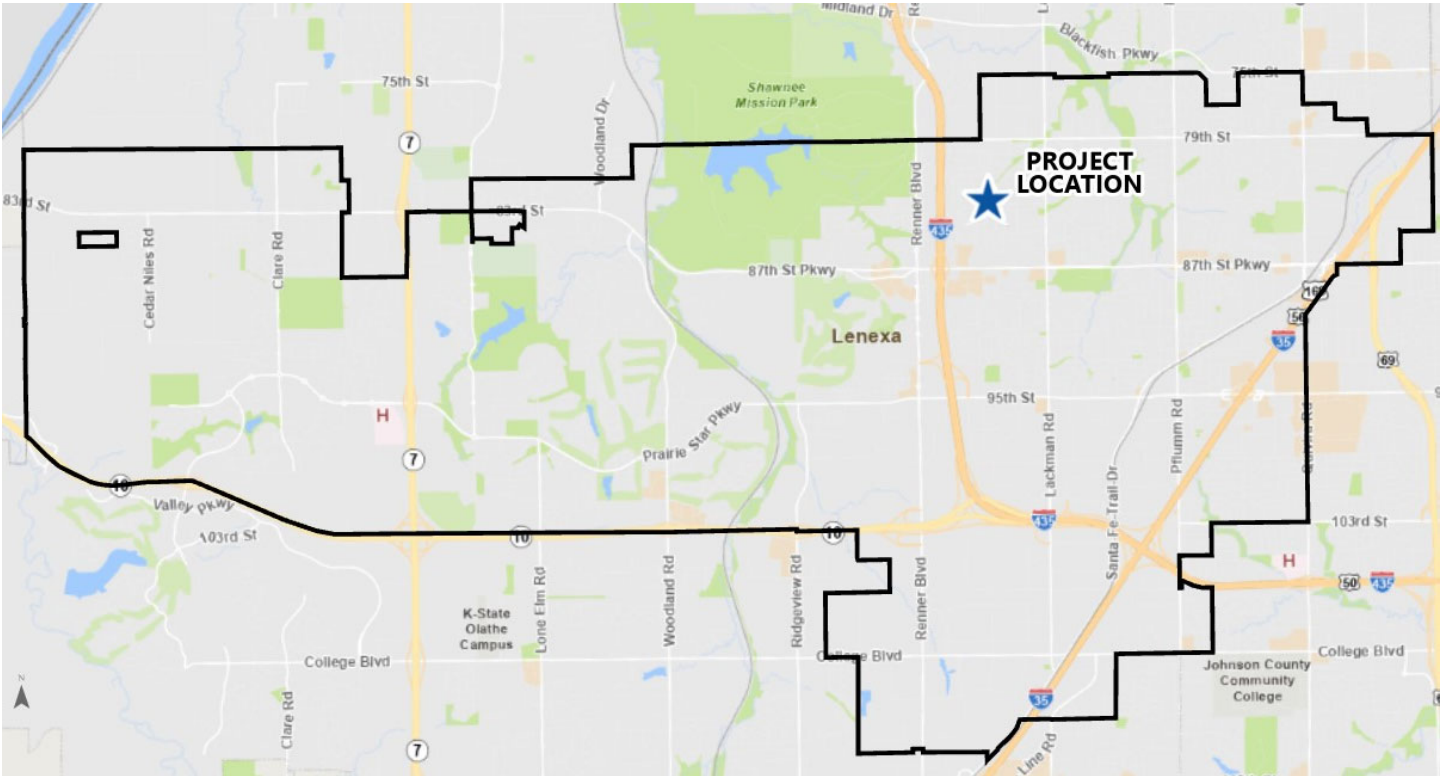 Midland Dr
Blackfish Pkwy
75th St
75th St
Shawnee
Mission Park
Woodland Dr
7
79th St
PROJECT
LOCATION
Renner Blvd
83rd St
83rd St
435
Cedar Niles Rd
Clare Rd
87th St Pkwy
87th St Pkwy
169
56
Lenexa
35
69
95th St
H
Prairie Star Pkwy
Lackman Rd
Pflumm Rd
Quivira Rd
7
10
Valley Pkwy
103rd St
10
10
435
Santa Fe Trail Dr
103rd St
H
50
435
K-State
Olathe
Campus
Lone Elm Rd
Woodland Rd
Ridgeview Rd
Renner Blvd
College Blvd
College Blvd
College Blvd
Johnson County
Community
College
N
Clare Rd
35
7
Line Rd